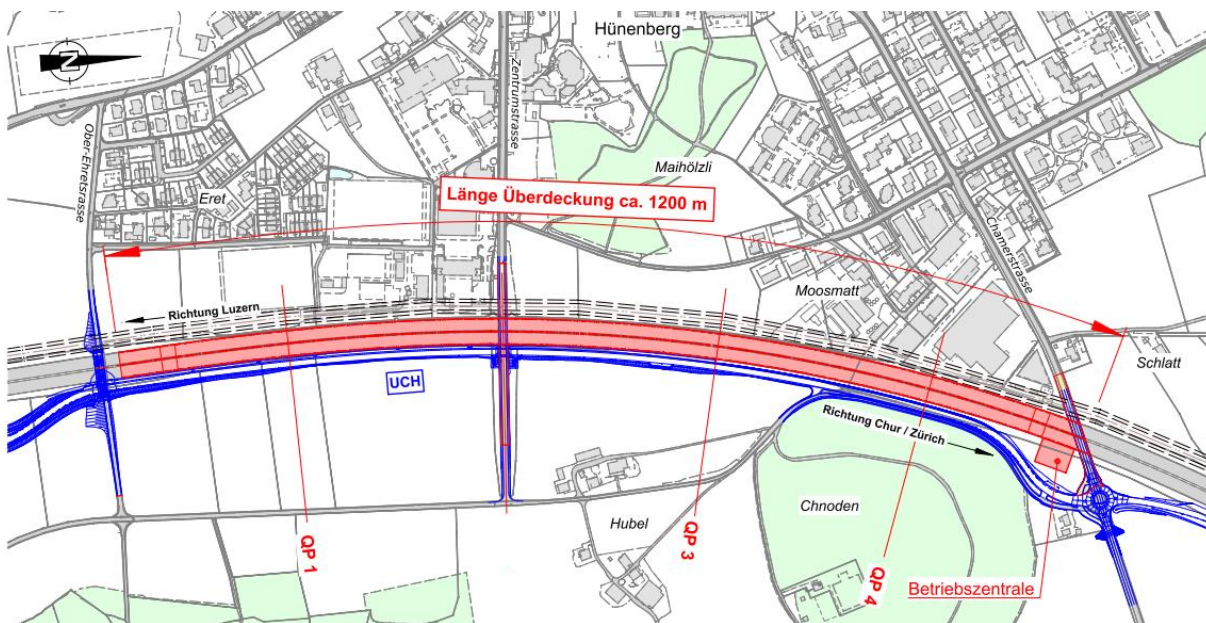 Hünenberg
N
Zentrumstrasse
Ober-Ehretsrasse
Maihölzli
Eret
Länge Überdeckung ca. 1200 m
Chamerstrasse
Moosmatt
Richtung Luzern
Schlatt
UCH
Richtung Chur / Zürich
Chnoden
Hubel
QP 1
QP 3
QP 4
Betriebszentrale